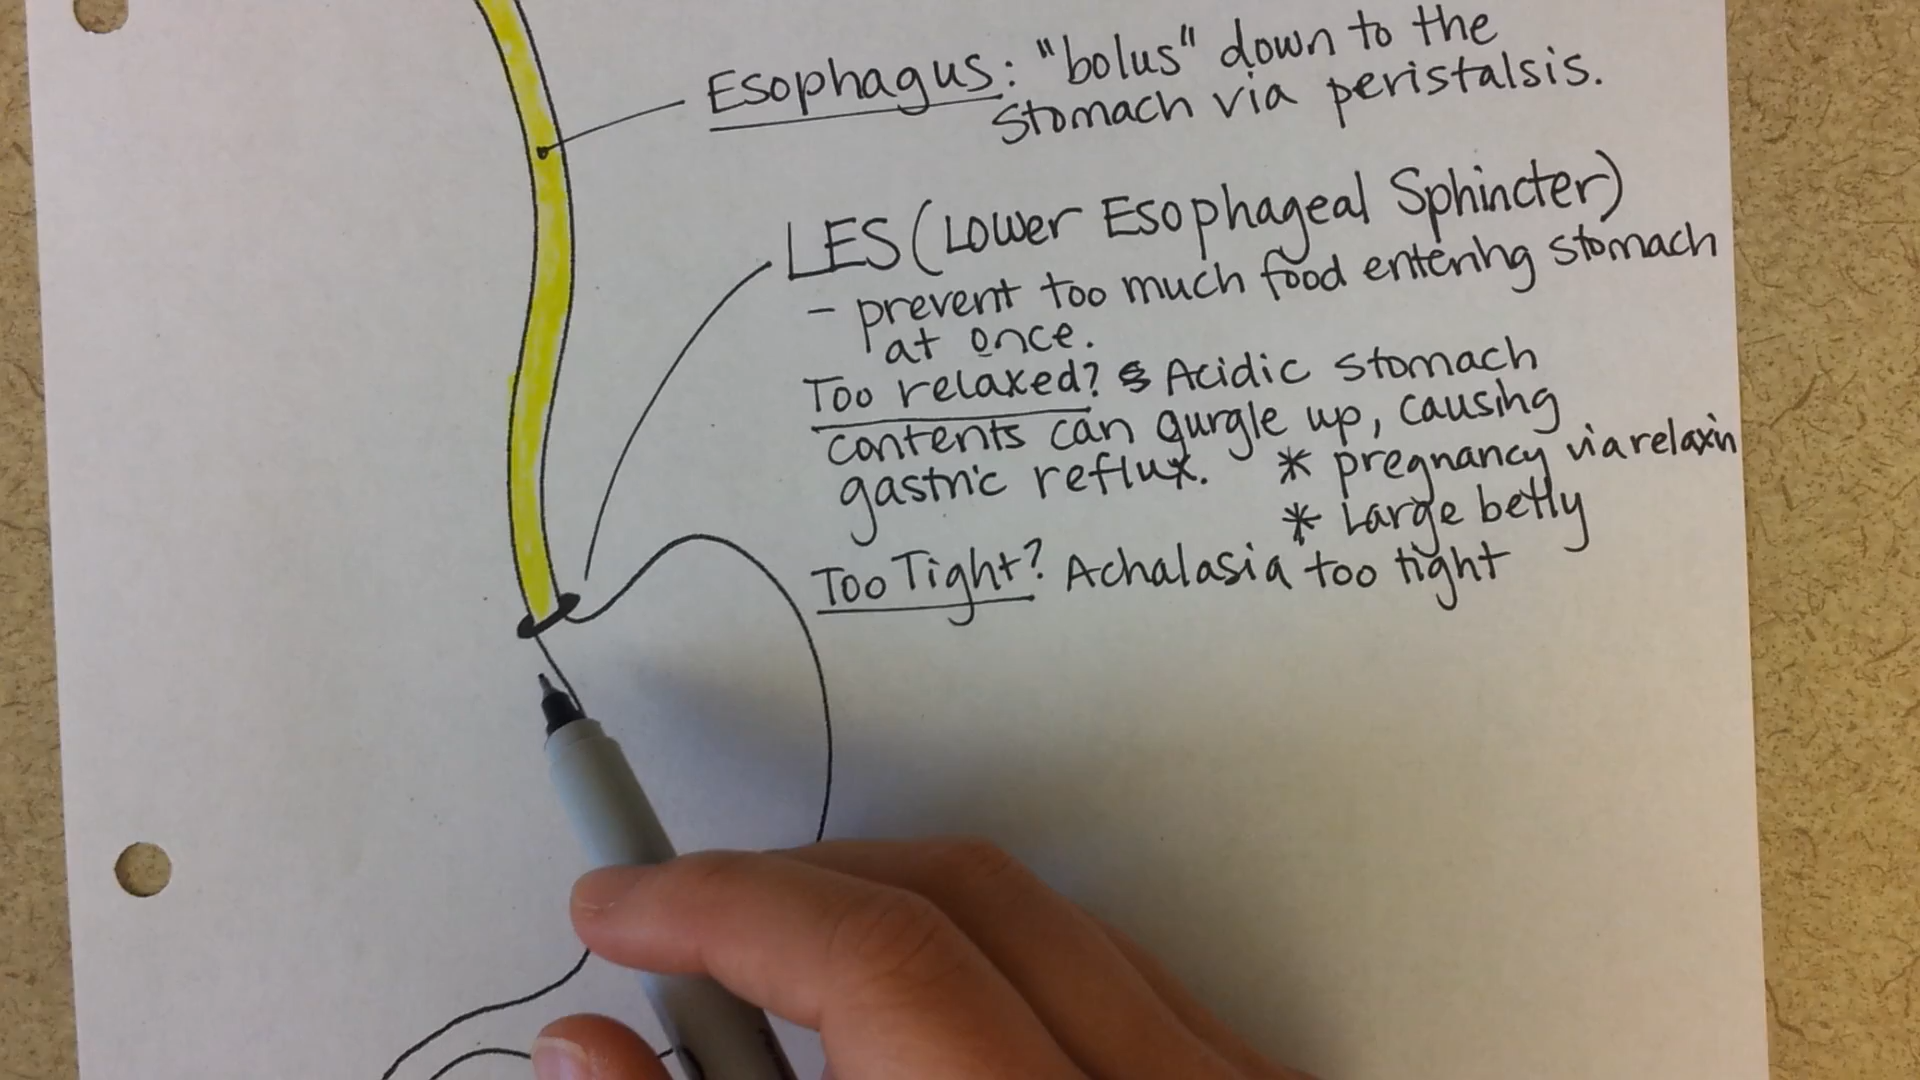 Esophagus: "bolus" down to the
stomach via peristalsis.
LES (Lower Esophageal Sphincter)
- prevent too much food entering stomach
at once.
Too relaxed? Acidic stomach
contents can gurgle up, causing
gastric reflux. * pregnancy via relaxin
* Large belly
Too Tight? Achalasia too tight